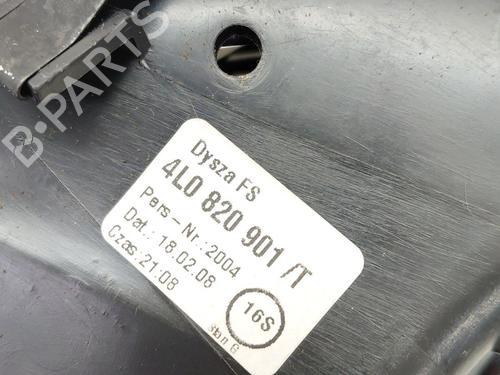 B-PARTS
Dysza FS
4L0 820 901 /T
Pers-Nr.:2004
Dat.: 18.02.08
Czas:21:08
16S